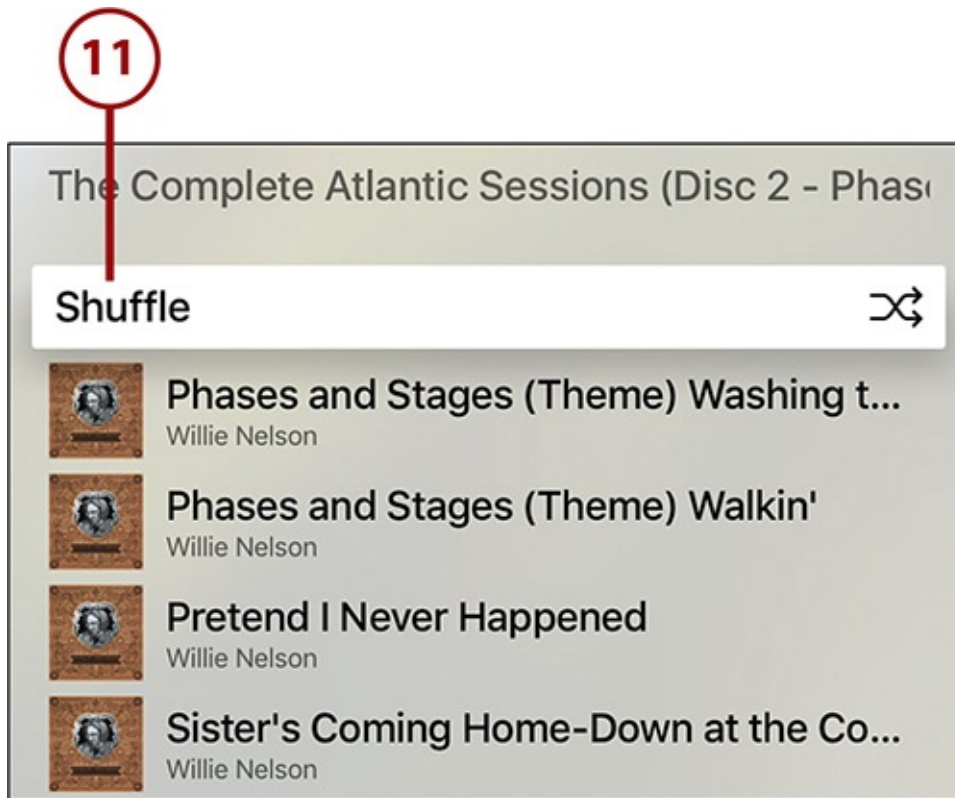 11
The Complete Atlantic Sessions (Disc 2 - Phas
Shuffle
Phases and Stages (Theme) Washing t...
Willie Nelson
Phases and Stages (Theme) Walkin'
Willie Nelson
Pretend I Never Happened
Willie Nelson
Sister's Coming Home-Down at the Co...
Willie Nelson